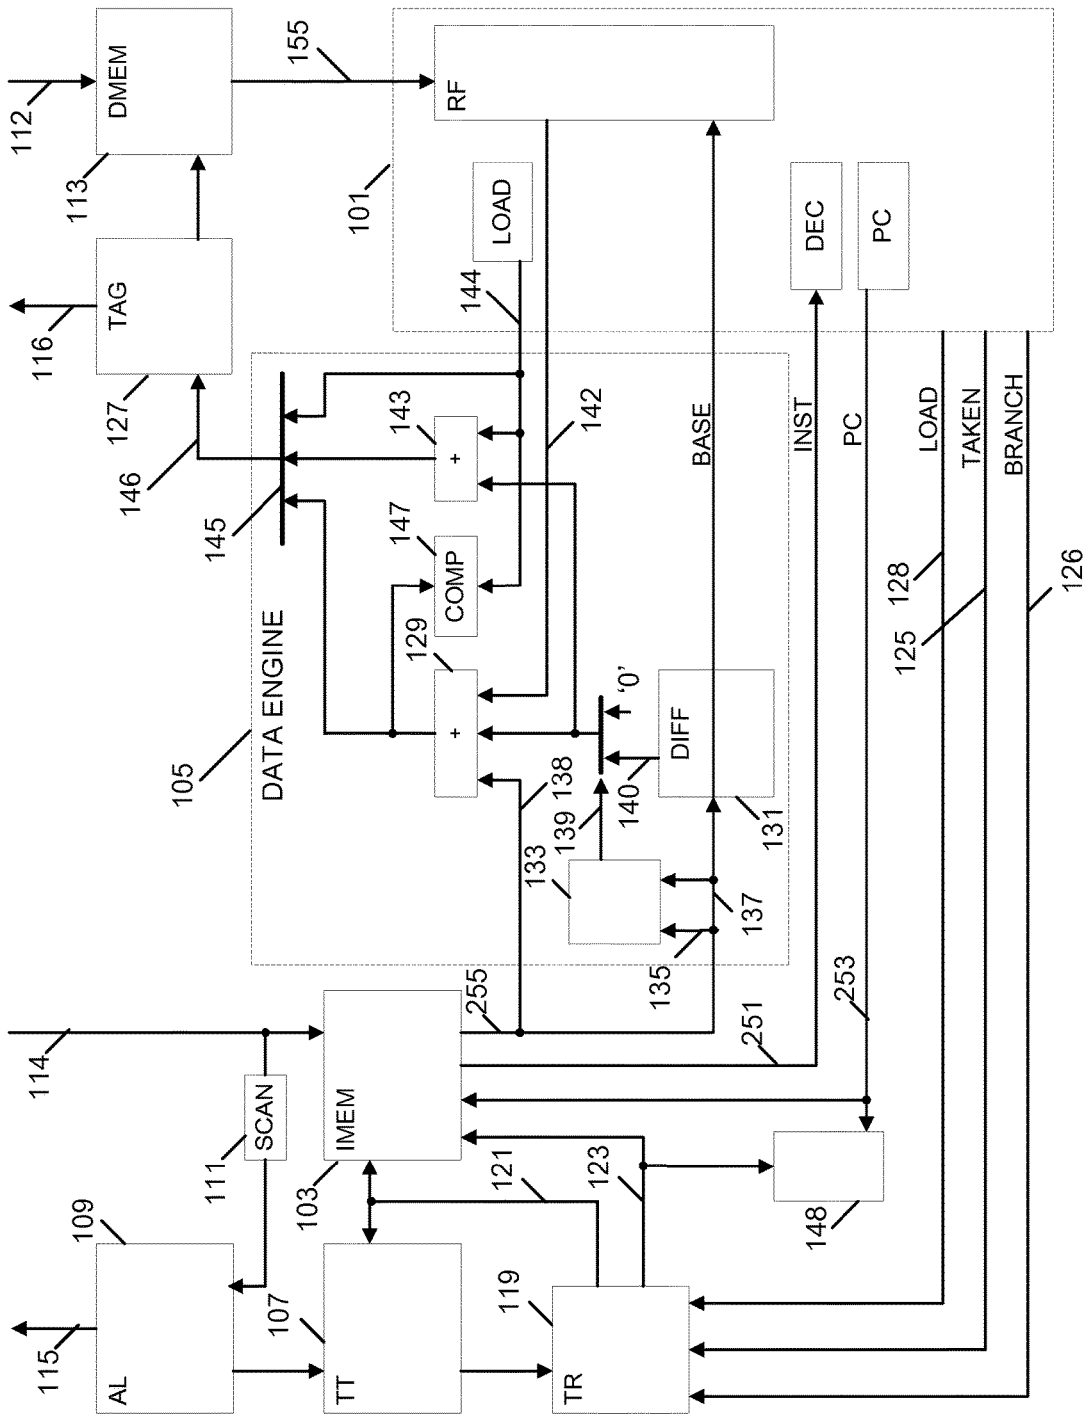 115
114
116
112
113
AL
109
127
TAG
DMEM
146
105
111
145
SCAN
DATA ENGINE
107
155
103
TT
IMEM
101
147
143
129
+
COMP
+
RF
255
144
LOAD
121
119
133
138
TR
139
142
123
140
'0'
135
DIFF
BASE
251
137
131
INST
DEC
148
253
PC
PC
128
125
LOAD
TAKEN
BRANCH
126